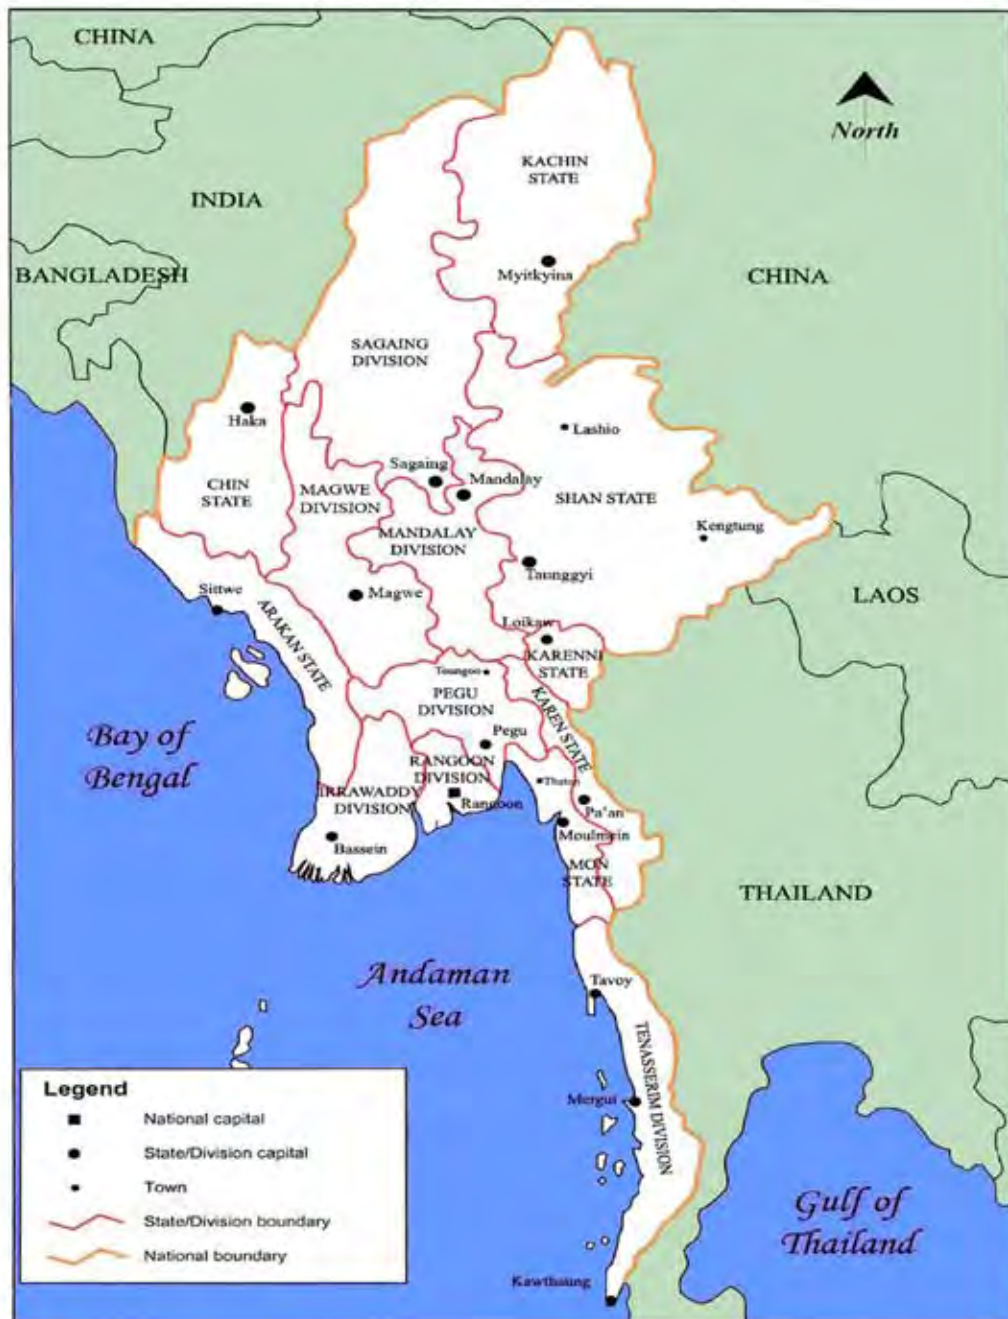 CHINA
North
KACHIN
STATE
INDIA
BANGLADESH
Myitkyina
CHINA
SAGAING
DIVISION
Haka
Lashio
Sagaing
Mandalay
CHIN
STATE
MAGWE
DIVISION
SHAN STATE
MANDALAY
DIVISION
Kengtung
Taunggyi
Sittwe
Magwe
LAOS
ARAKAN STATE
Loikaw
KARENNI
STATE
Toungoo
PEGU
DIVISION
KAREN STATE
Bay of
Bengal
Pegu
RANGOON
DIVISION
Thaton
IRRAWADDY
DIVISION
Rangoon
Pa'an
Moulmein
Bassein
MON
STATE
THAILAND
Andaman
Sea
Tavoy
TENASSERIM DIVISION
Mergui
Legend
National capital
State/Division capital
Town
State/Division boundary
National boundary
Gulf of
Thailand
Kawthaung